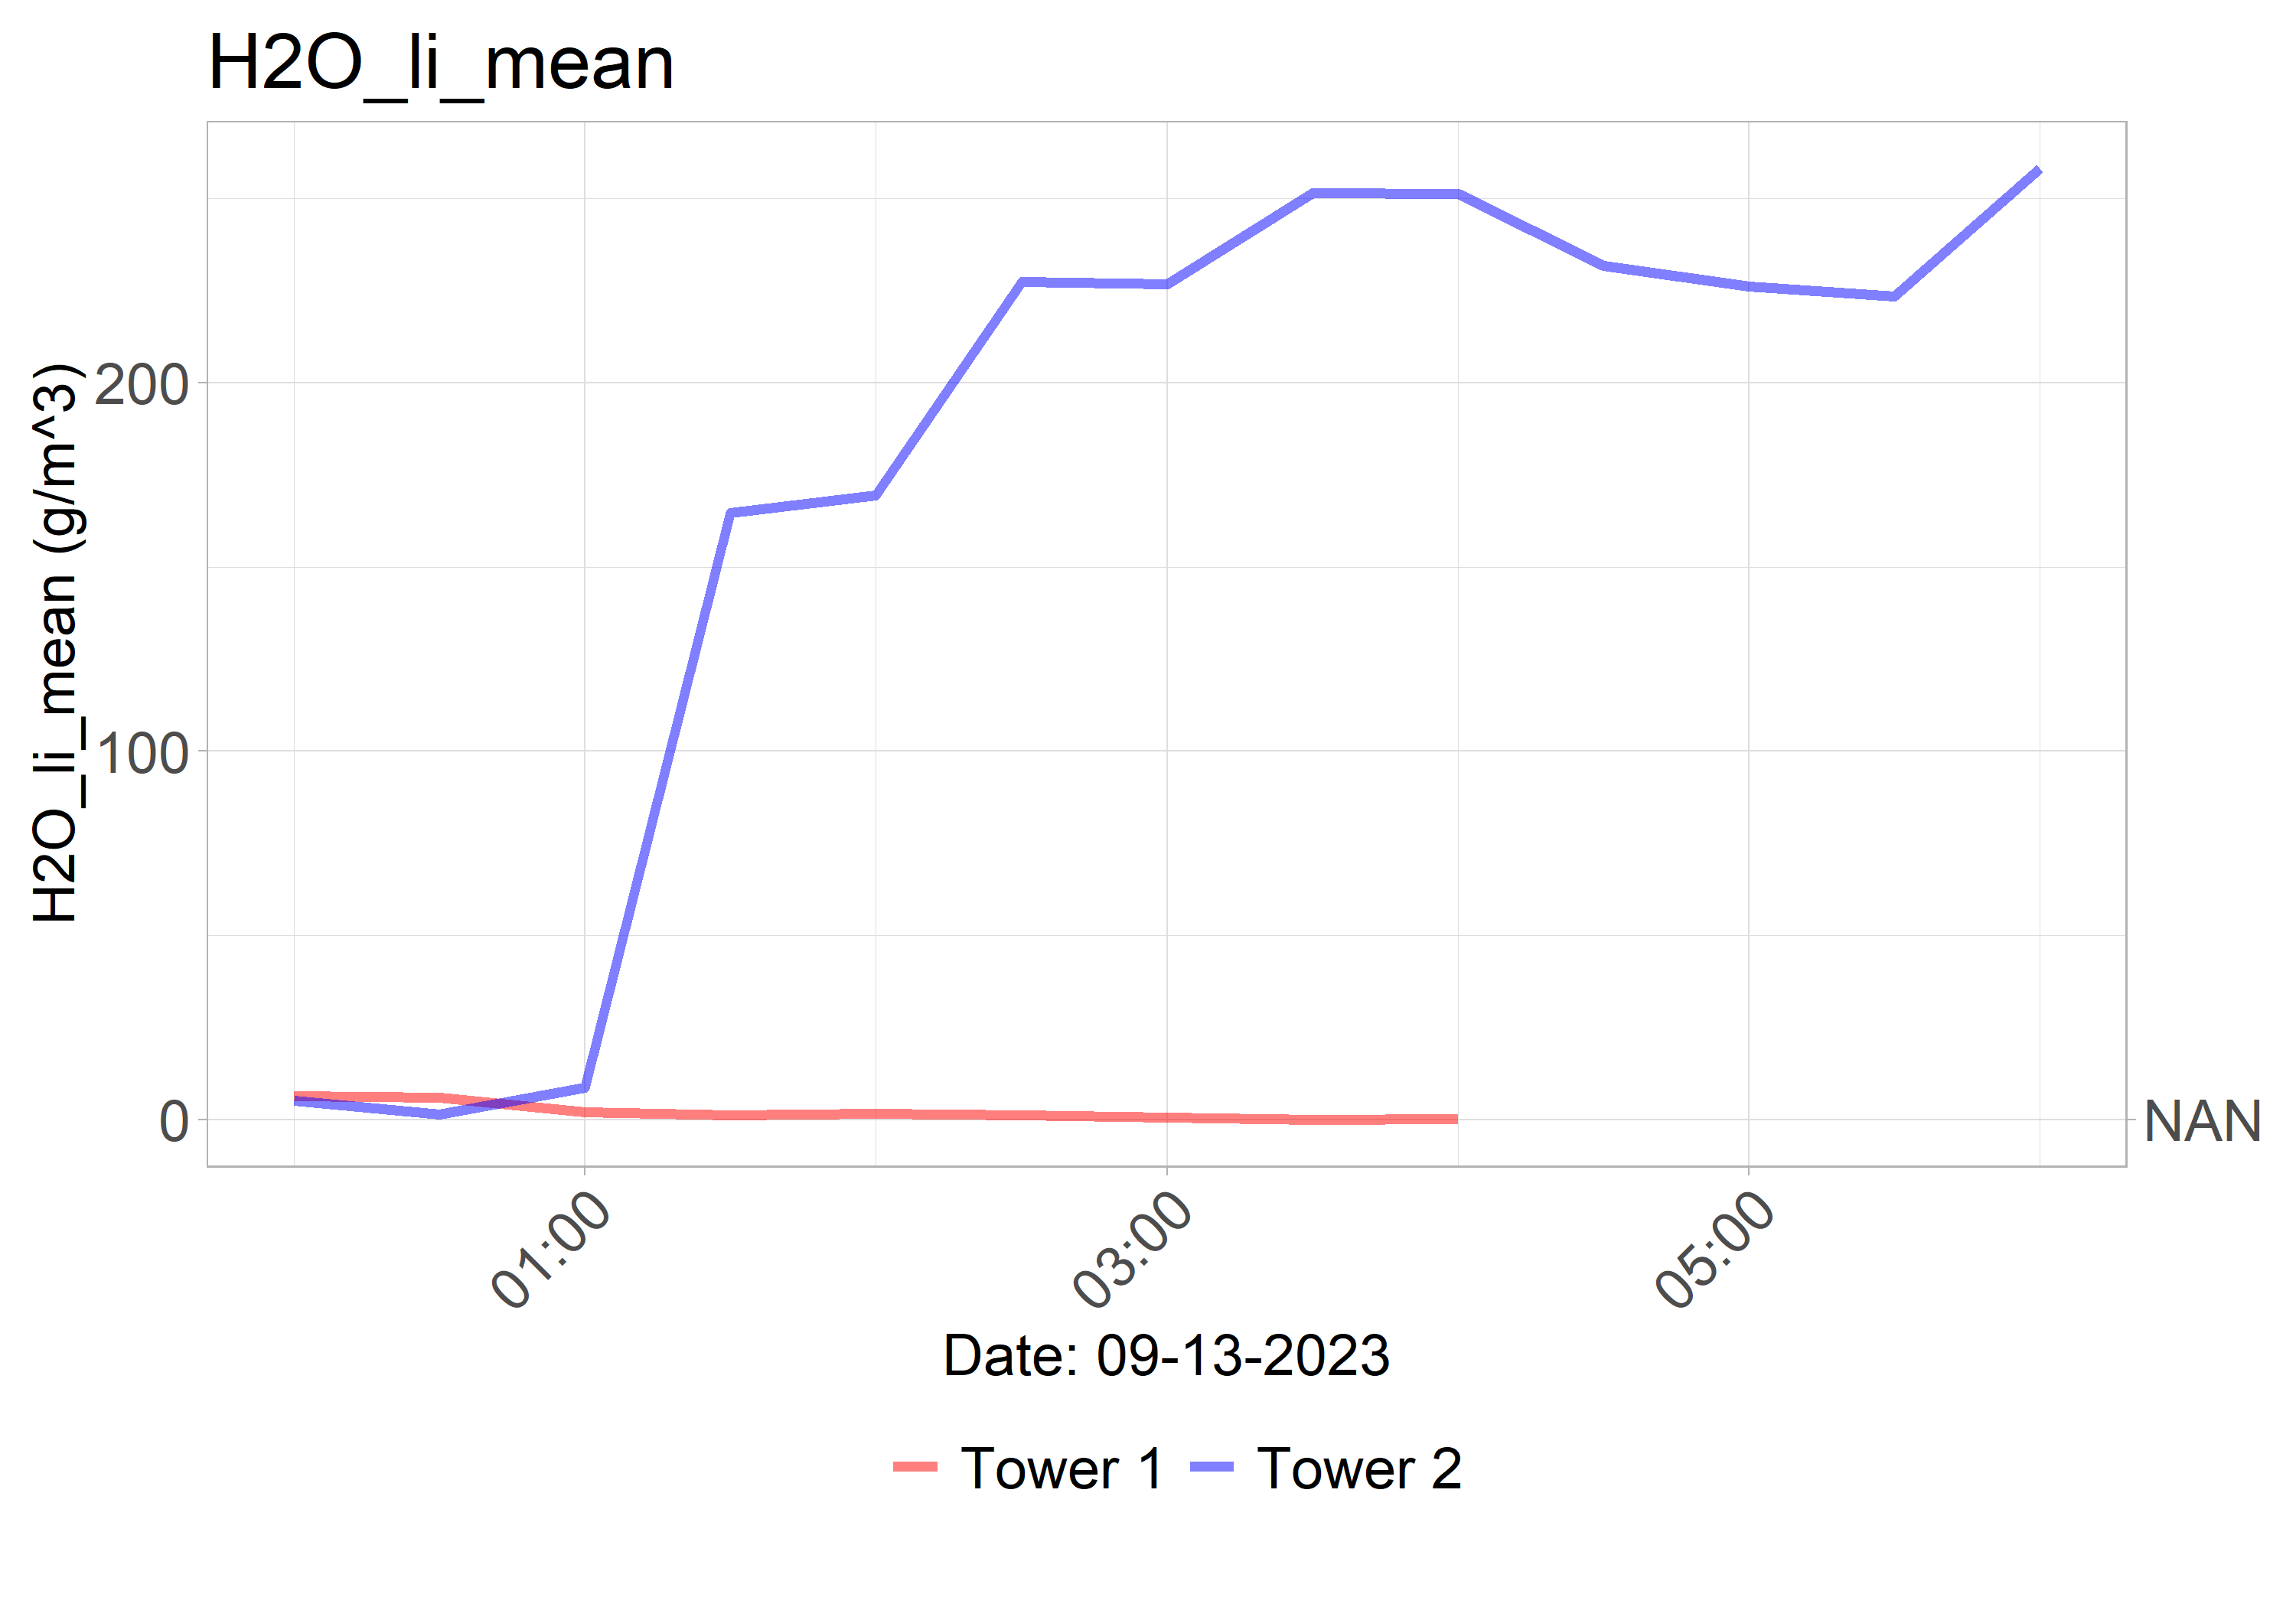 H2O_li_mean
H2O_li_mean (g/m^3)
200
100
0
NAN
01:00
03:00
05:00
Date: 09-13-2023
Tower 1
Tower 2